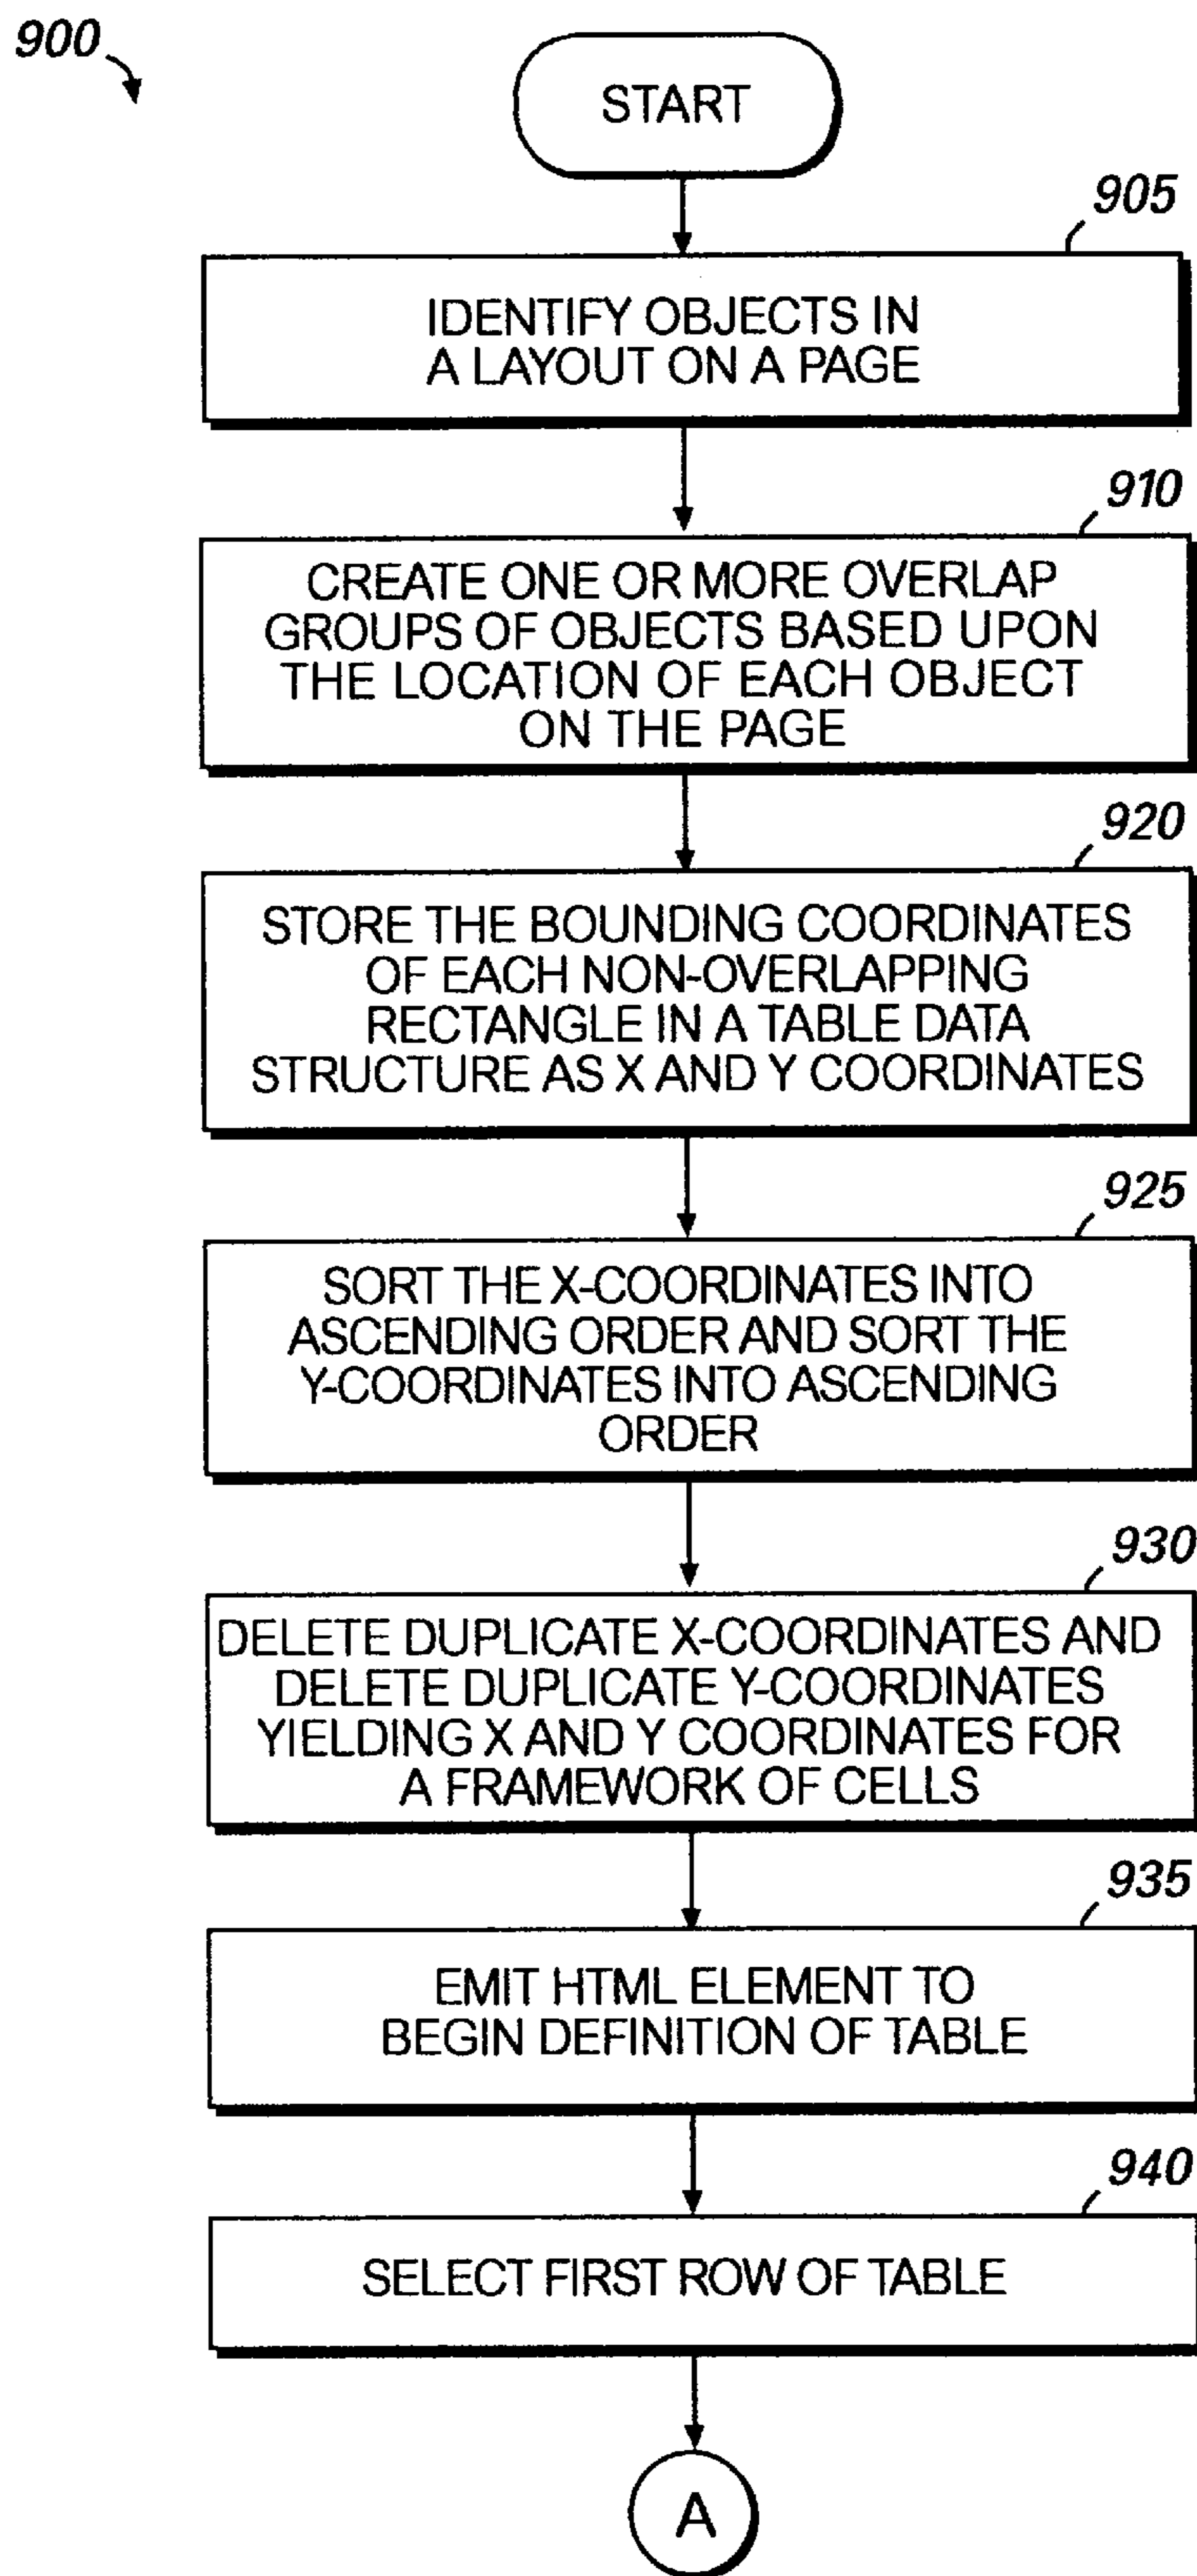 900
START
905
IDENTIFY OBJECTS IN
A LAYOUT ON A PAGE
910
CREATE ONE OR MORE OVERLAP
GROUPS OF OBJECTS BASED UPON
THE LOCATION OF EACH OBJECT
ON THE PAGE
920
STORE THE BOUNDING COORDINATES
OF EACH NON-OVERLAPPING
RECTANGLE IN A TABLE DATA
STRUCTURE AS X AND Y COORDINATES
925
SORT THE X-COORDINATES INTO
ASCENDING ORDER AND SORT THE
Y-COORDINATES INTO ASCENDING
ORDER
930
DELETE DUPLICATE X-COORDINATES AND
DELETE DUPLICATE Y-COORDINATES
YIELDING X AND Y COORDINATES FOR
A FRAMEWORK OF CELLS
935
EMIT HTML ELEMENT TO
BEGIN DEFINITION OF TABLE
940
SELECT FIRST ROW OF TABLE
A